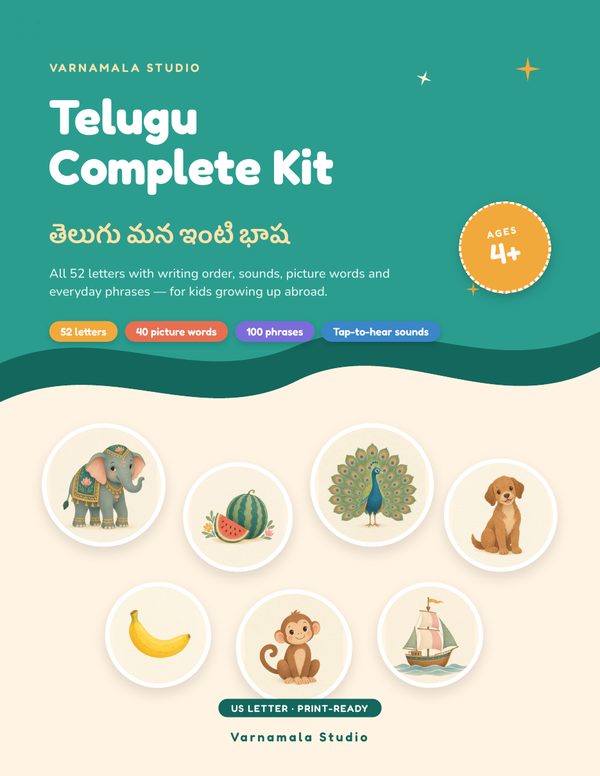 VARNAMALA STUDIO
Telugu
Complete Kit
తెలుగు మన ఇంటి భాష
All 52 letters with writing order, sounds, picture words and
everyday phrases — for kids growing up abroad.
AGES
4+
52 letters
40 picture words
100 phrases
Tap-to-hear sounds
US LETTER · PRINT-READY
Varnamala Studio